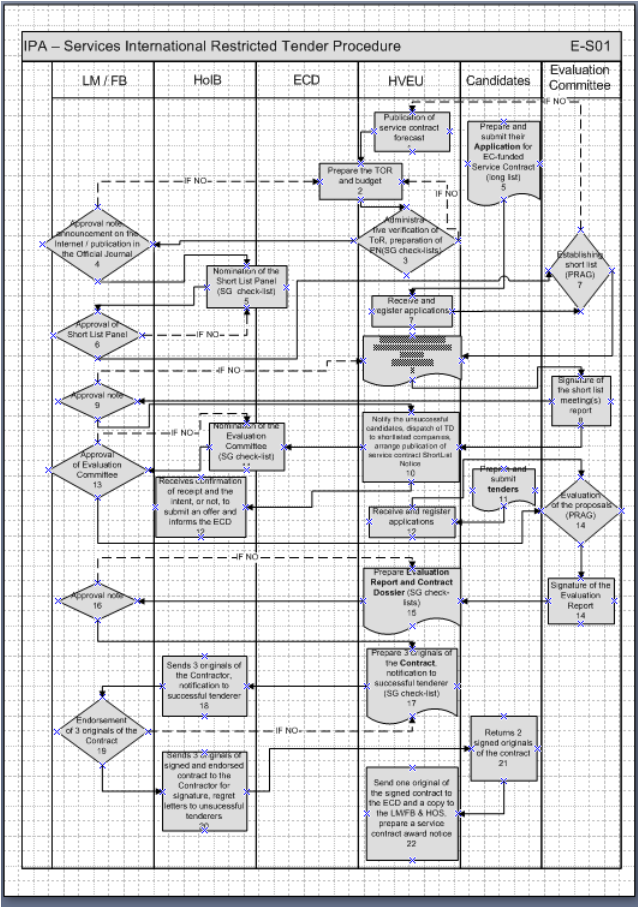 IPA – Services International Restricted Tender Procedure E-S01
LM / FB HoIB ECD HVEU Candidates Evaluation
Committee
IF NO
Publication of
service contract
forecast
Prepare and
submit their
Application for
EC-funded
Service Contract
(long list)
5
Prepare the TOR
and budget
2
IF NO
IF NO
Approval note
announcement on the
Internet / publication in
the Official Journal
4
Administra
tive verification of
ToR, preparation of
EN(SG check-lists)
3
Establishing
short list
(PRAG)
7
Nomination of the
Short List Panel
(SG check-list)
5
Receive and
register applications
7
Approval of
Short List Panel
6
IF NO
IF NO
Approval note
9
Signature of
the short list
meeting(s)
report
8
Notify the unsuccessful
candidates, dispatch of TD
to shortlisted companies,
arrange publication of
service contract ShortList
Notice
10
IF NO
Nomination of the
Evaluation
Committee
(SG check-list)
11
Approval
of Evaluation
Committee
13
Receives confirmation
of receipt and the
intent, or not, to
submit an offer and
informs the ECD
12
Prepare and
submit
tenders
11
Receive and register
applications
12
Evaluation
of the proposals
(PRAG)
14
IF NO
Prepare Evaluation
Report and Contract
Dossier (SG check-
lists)
15
Approval note
16
Signature of the
Evaluation
Report
14
Prepare 3 originals of
the Contract,
notification to
successful tenderer
(SG check-list)
17
Sends 3 originals of
the Contractor,
notification to
successful tenderer
18
Endorsement
of 3 originals of the
Contract
19
IF NO
Returns 2
signed originals
of the contract
21
Sends 3 originals of
signed and endorsed
contract to the
Contractor for
signature, regret
letters to unsucessful
tenderers
20
Send one original of
the signed contract to
the ECD and a copy to
the LM/FB & HOS,
prepare a service
contract award notice
22